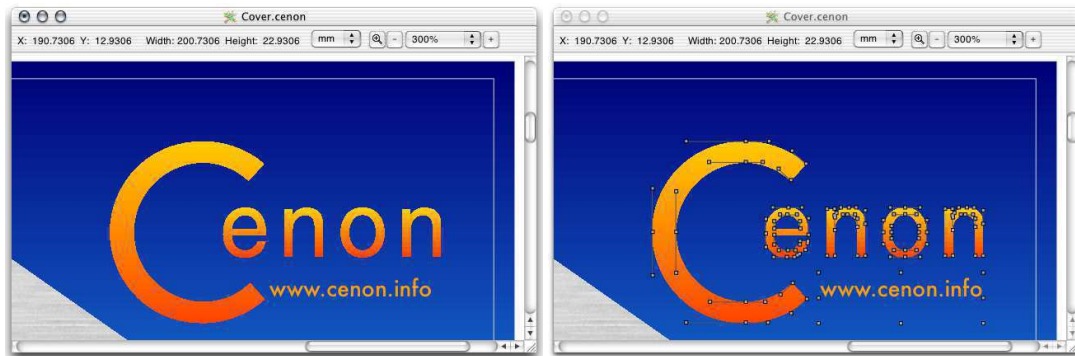 Cover.cenon
X: 190.7306 Y: 12.9306 Width: 200.7306 Height: 22.9306 mm - 300% +
Cenon
www.cenon.info
Cover.cenon
X: 190.7306 Y: 12.9306 Width: 200.7306 Height: 22.9306 mm - 300% +
Cenon
www.cenon.info